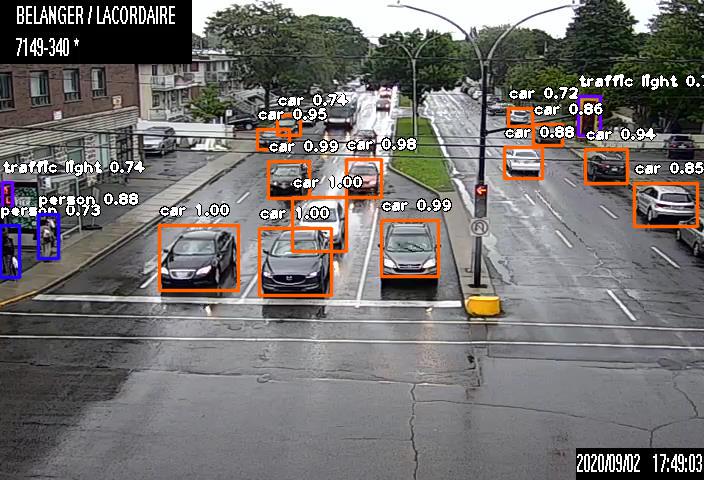 BELANGER / LACORDAIRE
7149-340 *
car 0.74
car 0.95
car 0.99
car 0.98
car 1.00
car 1.00
car 1.00
car 0.99
car 0.72
car 0.86
car 0.88
car 0.94
car 0.85
traffic light 0.7
traffic light 0.74
person 0.88
person 0.73
2020/09/02 17:49:03